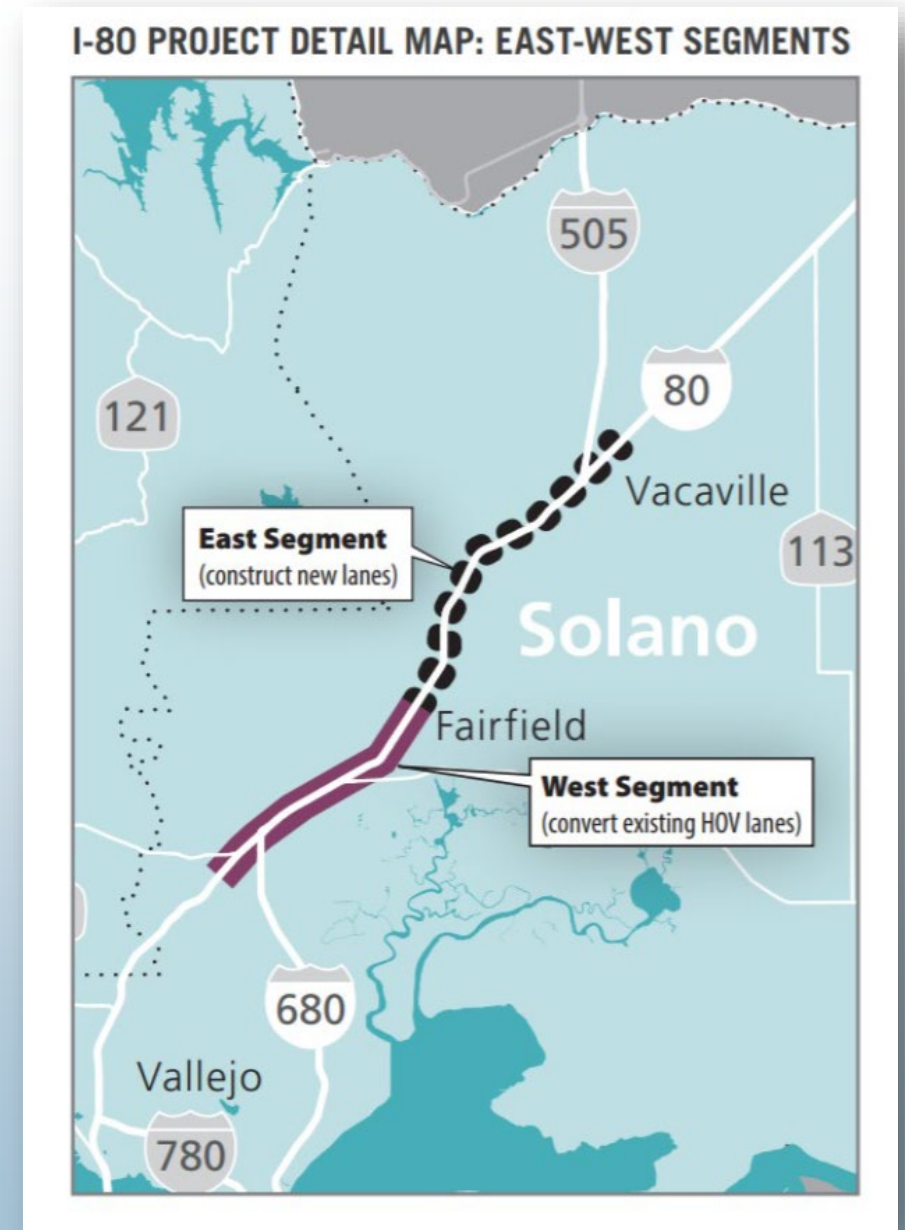 I-80 PROJECT DETAIL MAP: EAST-WEST SEGMENTS
505
80
121
Vacaville
East Segment
(construct new lanes)
113
Solano
Fairfield
West Segment
(convert existing HOV lanes)
680
Vallejo
780